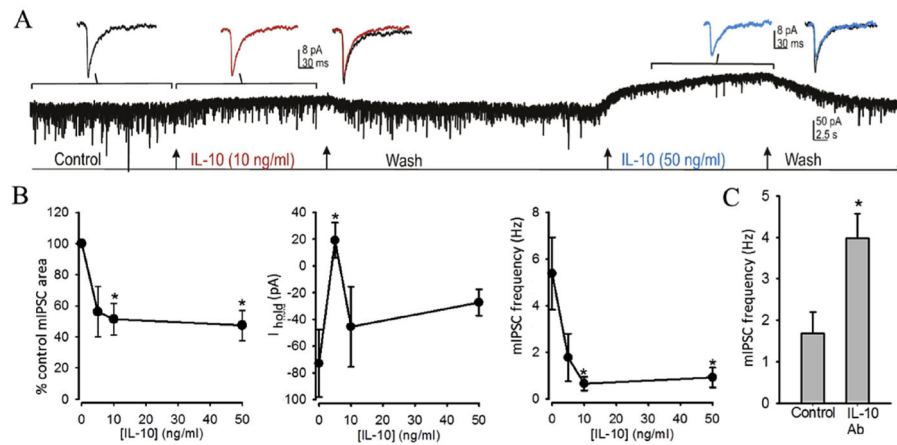 A
8 pA
30 ms
8 pA
30 ms
50 pA
2.5 s
Control
IL-10 (10 ng/ml)
Wash
IL-10 (50 ng/ml)
Wash
B
% control mIPSC area
120
100
80
60
40
20
0
0 10 20 30 40 50
[IL-10] (ng/ml)
I hold (pA)
40
20
0
-20
-40
-60
-80
100
0 10 20 30 40 50
[IL-10] (ng/ml)
mIPSC frequency (Hz)
8
6
4
2
0
0 10 20 30 40 50
[IL-10] (ng/ml)
C
mIPSC frequency (Hz)
5
4
3
2
1
0
Control
IL-10
Ab
*